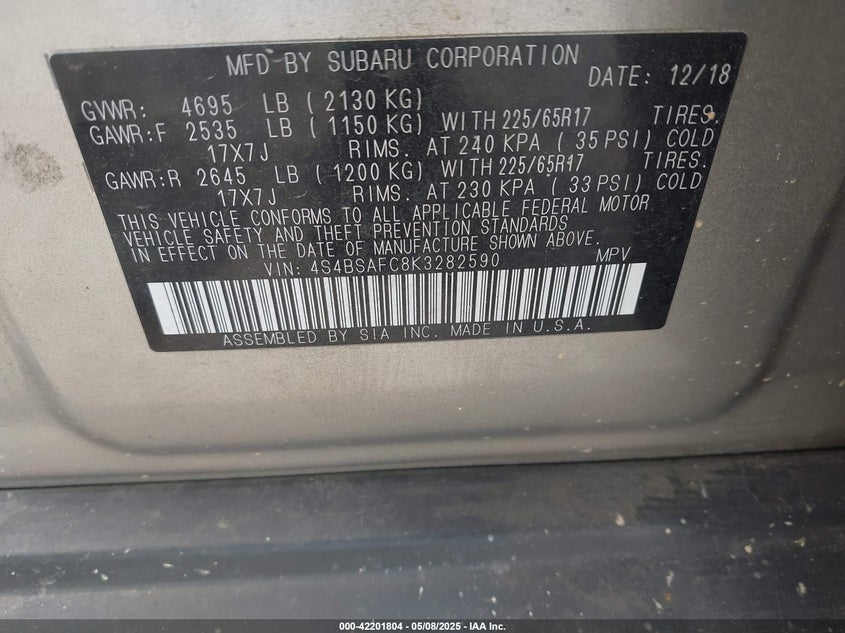 MFD BY SUBARU CORPORATION
DATE: 12/18
GVWR: 4695 LB ( 2130 KG)
GAWR:F 2535 LB ( 1150 KG) WITH 225/65R17 TIRES.
17X7J RIMS. AT 240 KPA ( 35 PSI) COLD
GAWR:R 2645 LB ( 1200 KG) WITH 225/65R17 TIRES.
17X7J RIMS. AT 230 KPA ( 33 PSI) COLD
THIS VEHICLE CONFORMS TO ALL APPLICABLE FEDERAL MOTOR
VEHICLE SAFETY AND THEFT PREVENTION STANDARDS
IN EFFECT ON THE DATE OF MANUFACTURE SHOWN ABOVE.
VIN: 4S4BSAFC8K3282590 MPV
ASSEMBLED BY SIA INC. MADE IN U.S.A.
000-42201804 - 05/08/2025 - IAA Inc.